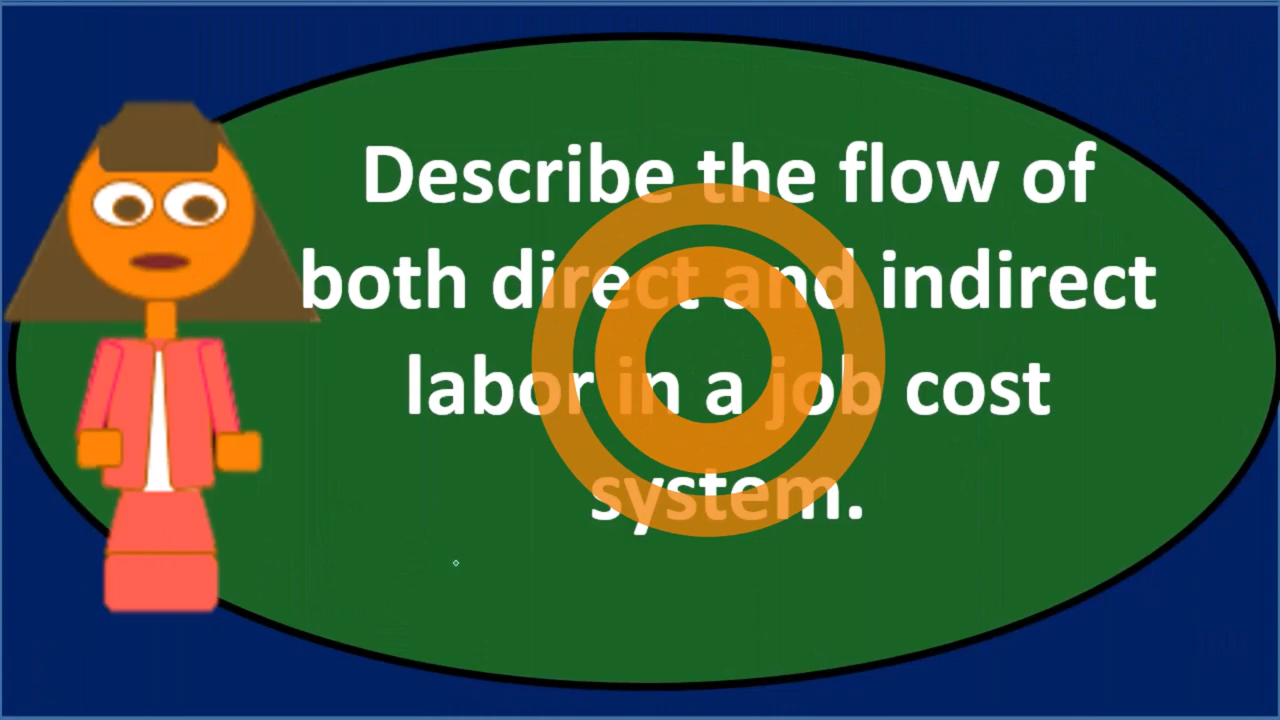 Describe the flow of
both direct and indirect
labor in a job cost
system.